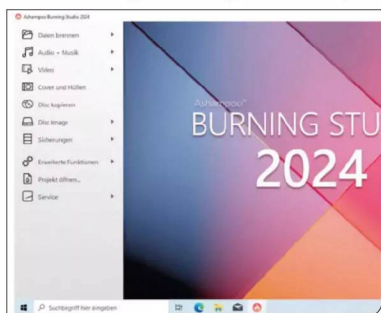 Ashampoo Burning Studio 2024
Daten brennen
Audio + Musik
Video
Cover und Hüllen
Disc kopieren
Disc Image
Sicherungen
Erweiterte Funktionen
Projekt öffnen...
Service
Ashampoo®
BURNING STU
2024
Suchbegriff hier eingeben